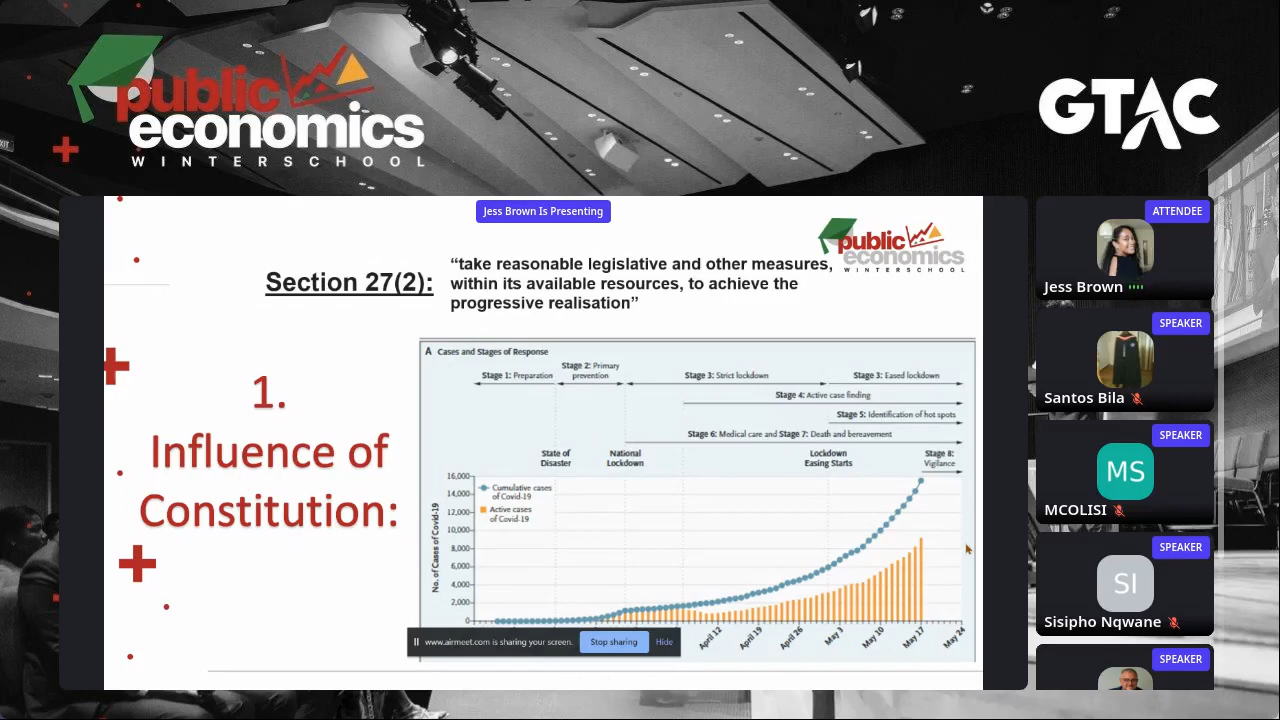 public
economics
WINTERSCHOOL
GTAC
Jess Brown Is Presenting
public
economics
WINTERSCHOOL
Section 27(2):
“take reasonable legislative and other measures,
within its available resources, to achieve the
progressive realisation”
1.
Influence of
Constitution:
A Cases and Stages of Response
Stage 1: Preparation
Stage 2: Primary
prevention
Stage 3: Strict lockdown
Stage 3: Eased lockdown
Stage 4: Active case finding
Stage 5: Identification of hot spots
Stage 6: Medical care and Stage 7: Death and bereavement
State of
Disaster
National
Lockdown
Lockdown
Easing Starts
Stage 8:
Vigilance
No. of Cases of Covid-19
16,000
14,000
12,000
10,000
8,000
6,000
4,000
2,000
0
Cumulative cases
of Covid-19
Active cases
of Covid-19
April 12
April 19
April 26
May 3
May 10
May 17
May 24
www.airmeet.com is sharing your screen.
Stop sharing
Hide
ATTENDEE
Jess Brown
SPEAKER
Santos Bila
SPEAKER
MS
MCOLISI
SPEAKER
SI
Sisipho Nqwane
SPEAKER